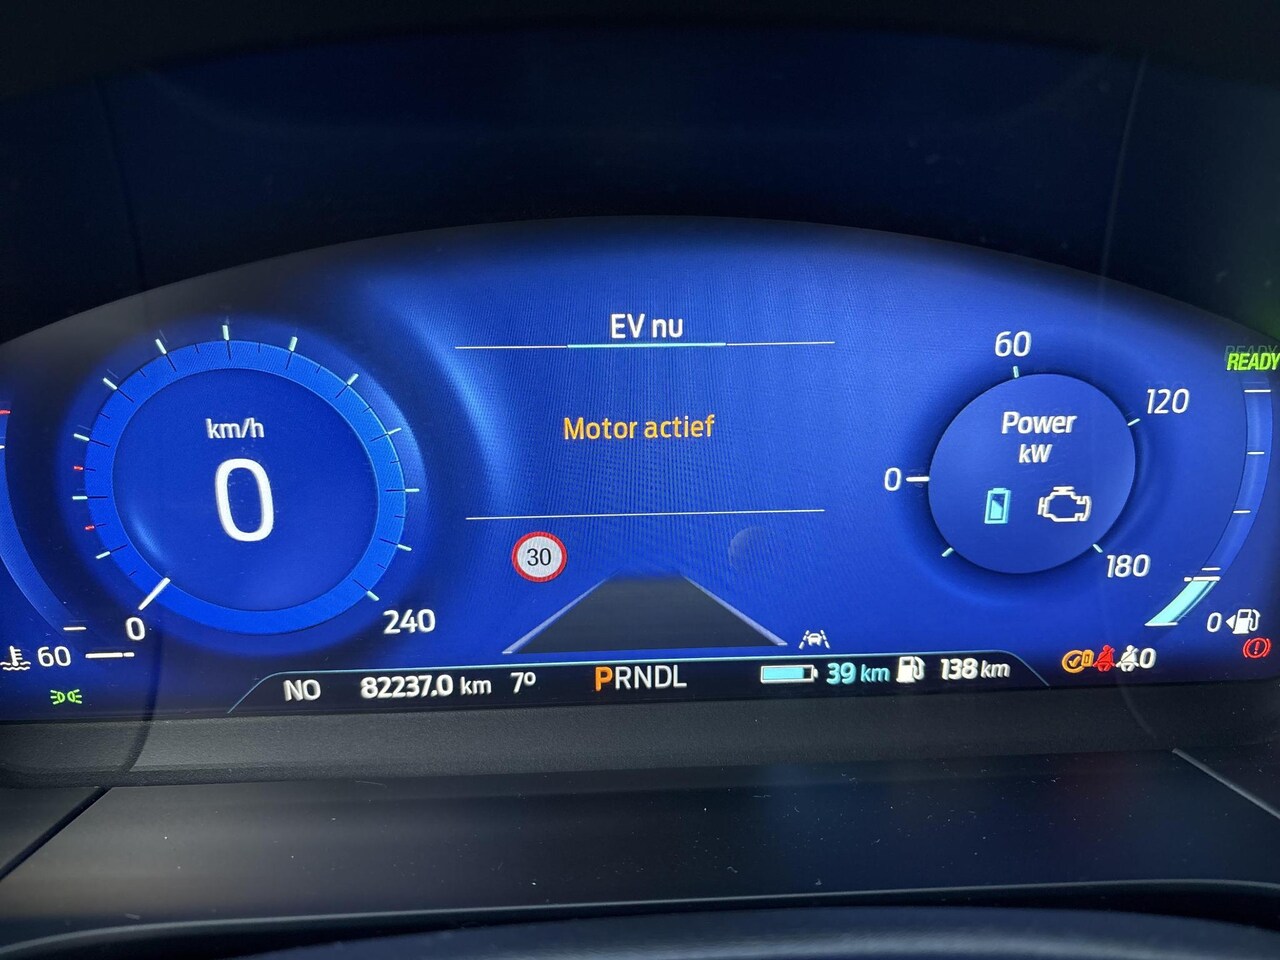 EV nu
READY
60
120
Power
kW
0
180
km/h
0
Motor actief
30
0
240
60
0
NO
82237.0 km
7°
PRNDL
39 km
138 km
0